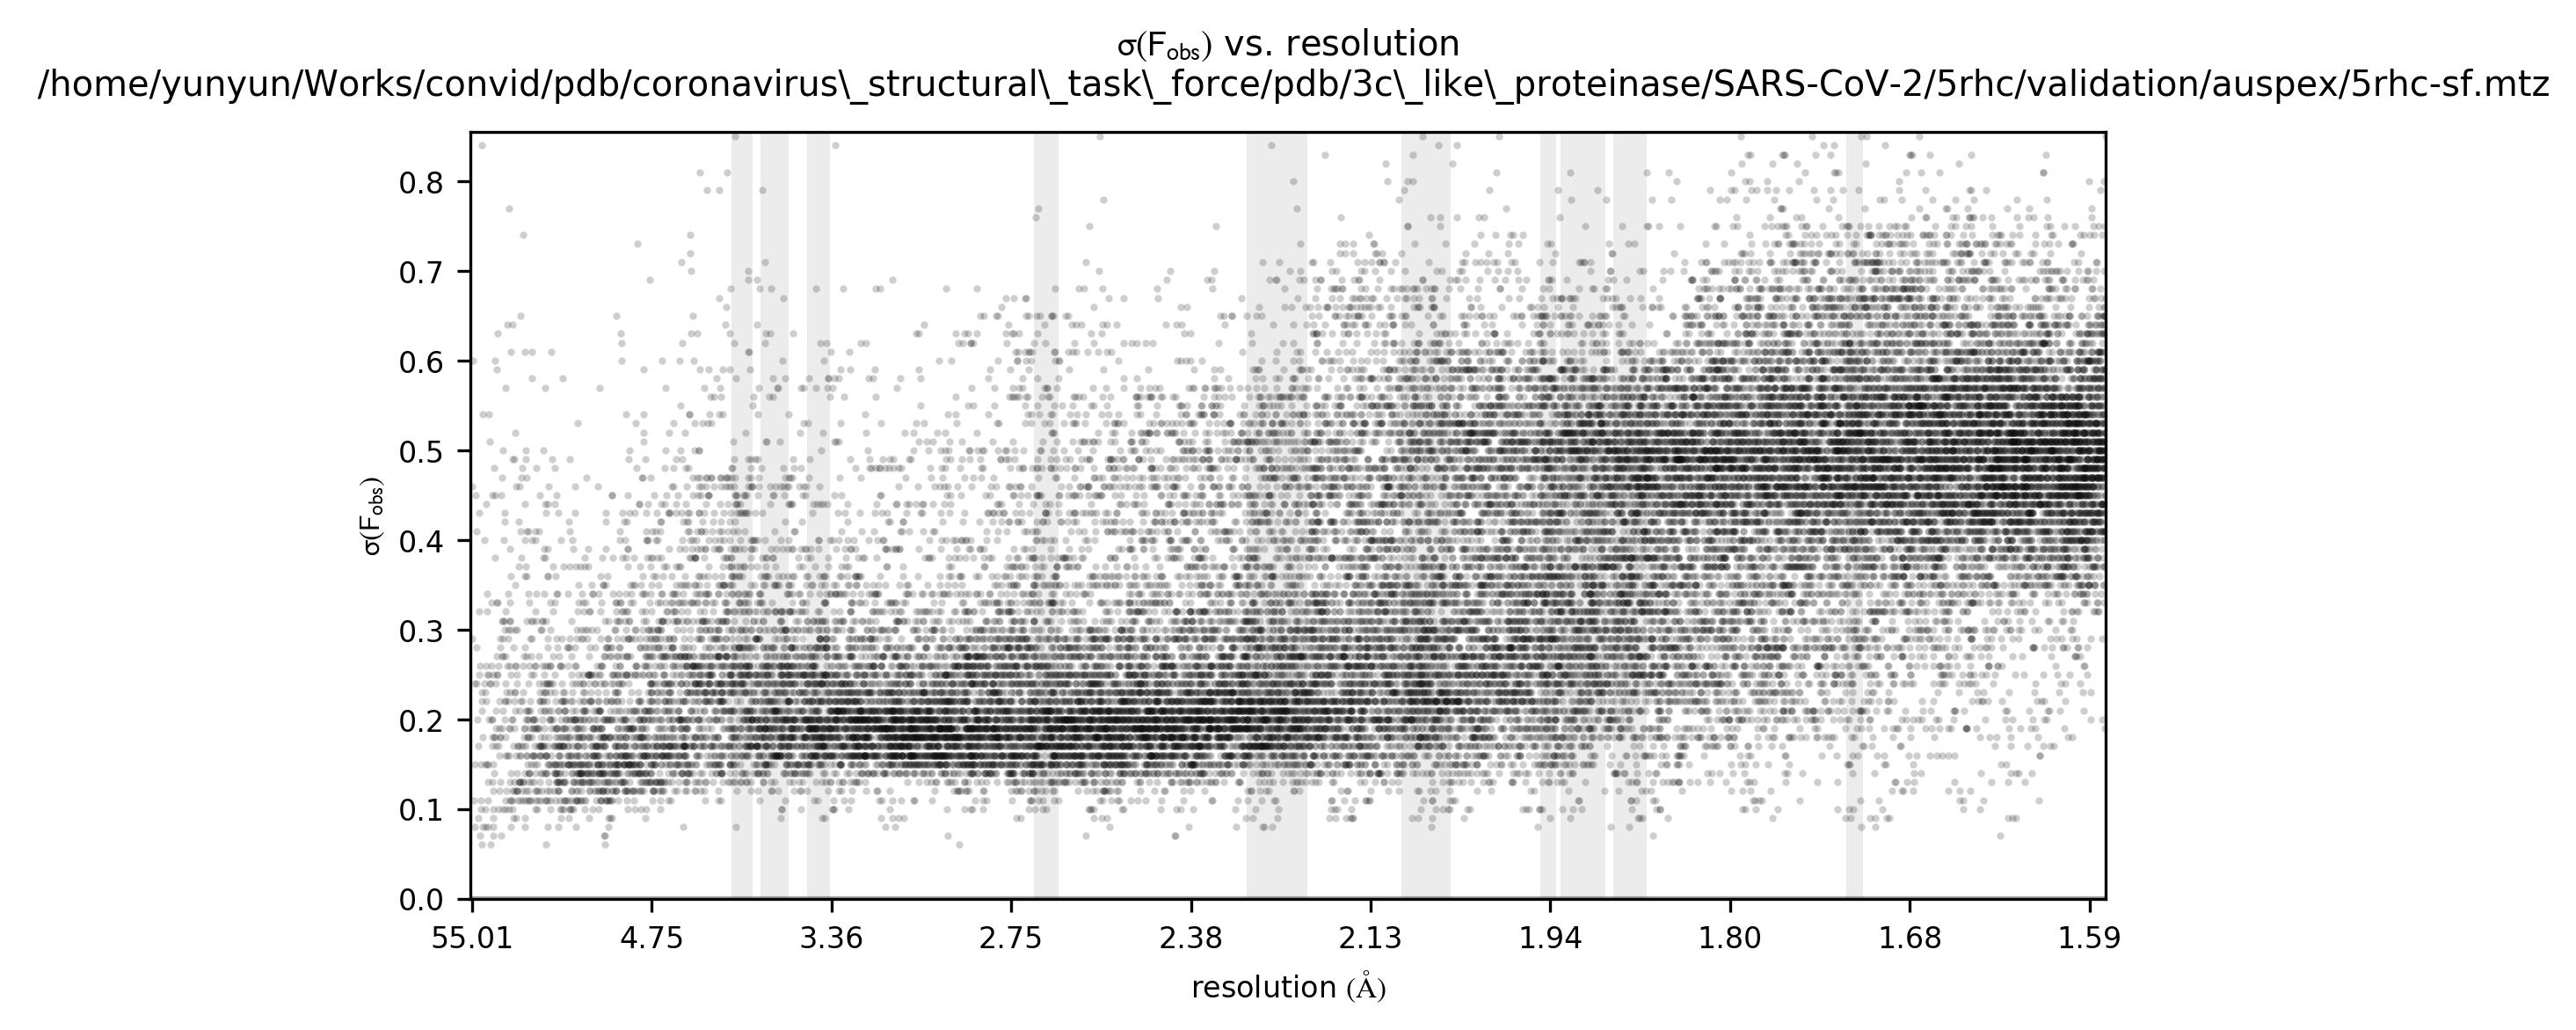 σ(F_obs) vs. resolution
/home/yunyun/Works/convid/pdb/coronavirus\_structural\_task\_force/pdb/3c\_like\_proteinase/SARS-CoV-2/5rhc/validation/auspex/5rhc-sf.mtz
0.8
0.7
0.6
0.5
0.4
0.3
0.2
0.1
0.0
σ(F_obs)
55.01 4.75 3.36 2.75 2.38 2.13 1.94 1.80 1.68 1.59
resolution (Å)